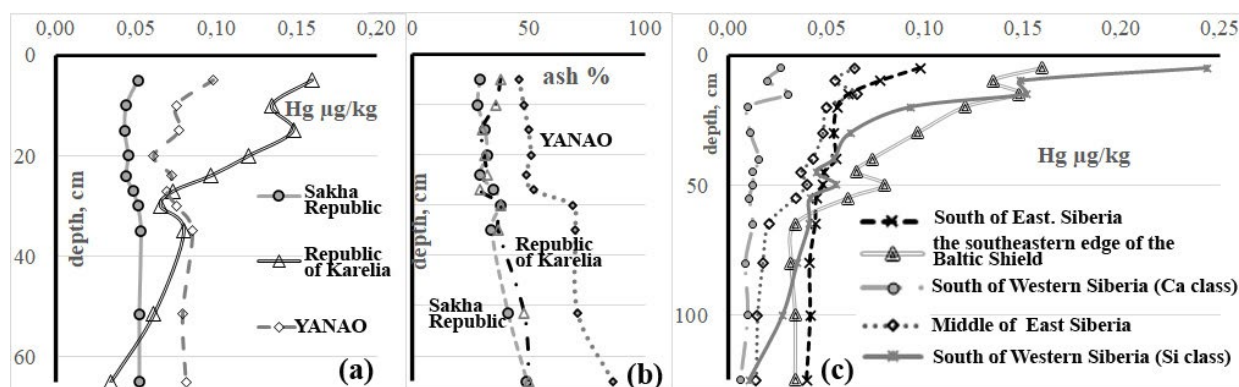 0,00 0,05 0,10 0,15 0,20
0
20
40
60
depth, cm
Hg µg/kg
Sakha
Republic
Republic
of Karelia
YANAO
(a)
0 50 100
ash %
YANAO
depth, cm
Republic
of Karelia
Sakha
Republic
(b)
(c)
0,00 0,05 0,10 0,15 0,20 0,25
0
50
100
depth, cm
Hg µg/kg
South of East. Siberia
the southeastern edge of the
Baltic Shield
South of Western Siberia (Ca class)
Middle of East Siberia
South of Western Siberia (Si class)